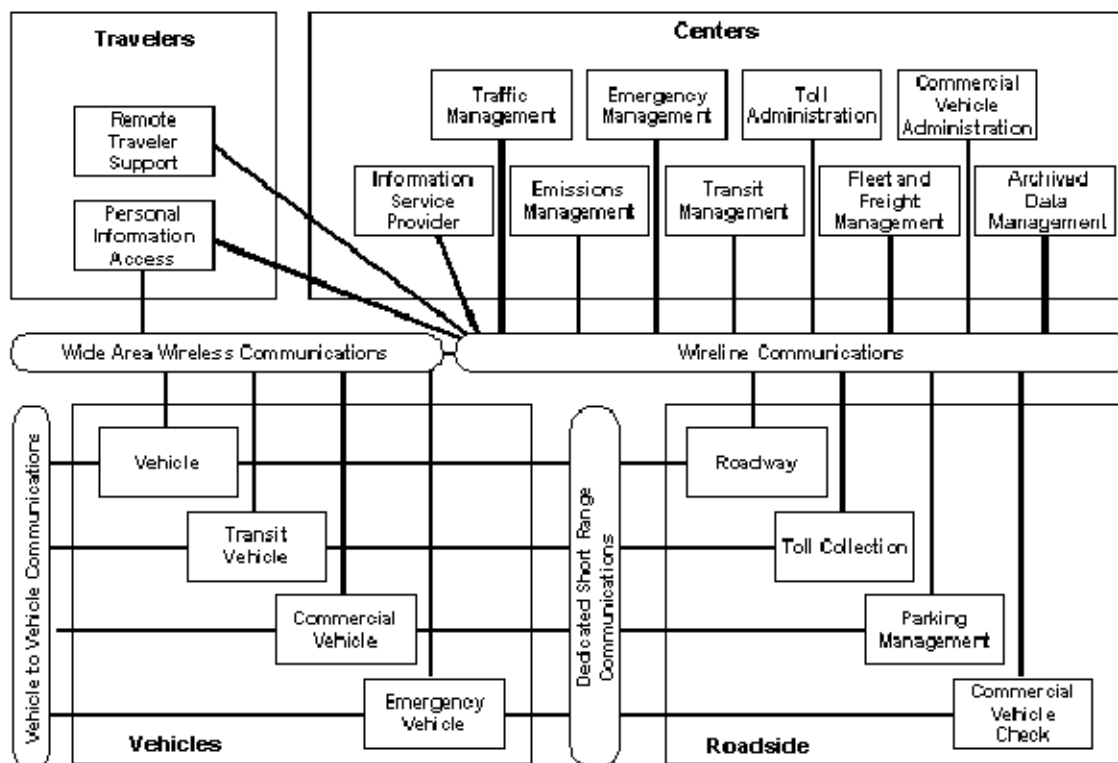 Travelers
Remote
Traveler
Support
Personal
Information
Access
Centers
Traffic
Management
Emergency
Management
Toll
Administration
Commercial
Vehicle
Administration
Information
Service
Provider
Emissions
Management
Transit
Management
Fleet and
Freight
Management
Archived
Data
Management
Wide Area Wireless Communications
Wireline Communications
Vehicle to Vehicle Communications
Vehicle
Transit
Vehicle
Commercial
Vehicle
Emergency
Vehicle
Vehicles
Dedicated Short Range
Communications
Roadway
Toll Collection
Parking
Management
Commercial
Vehicle
Check
Roadside